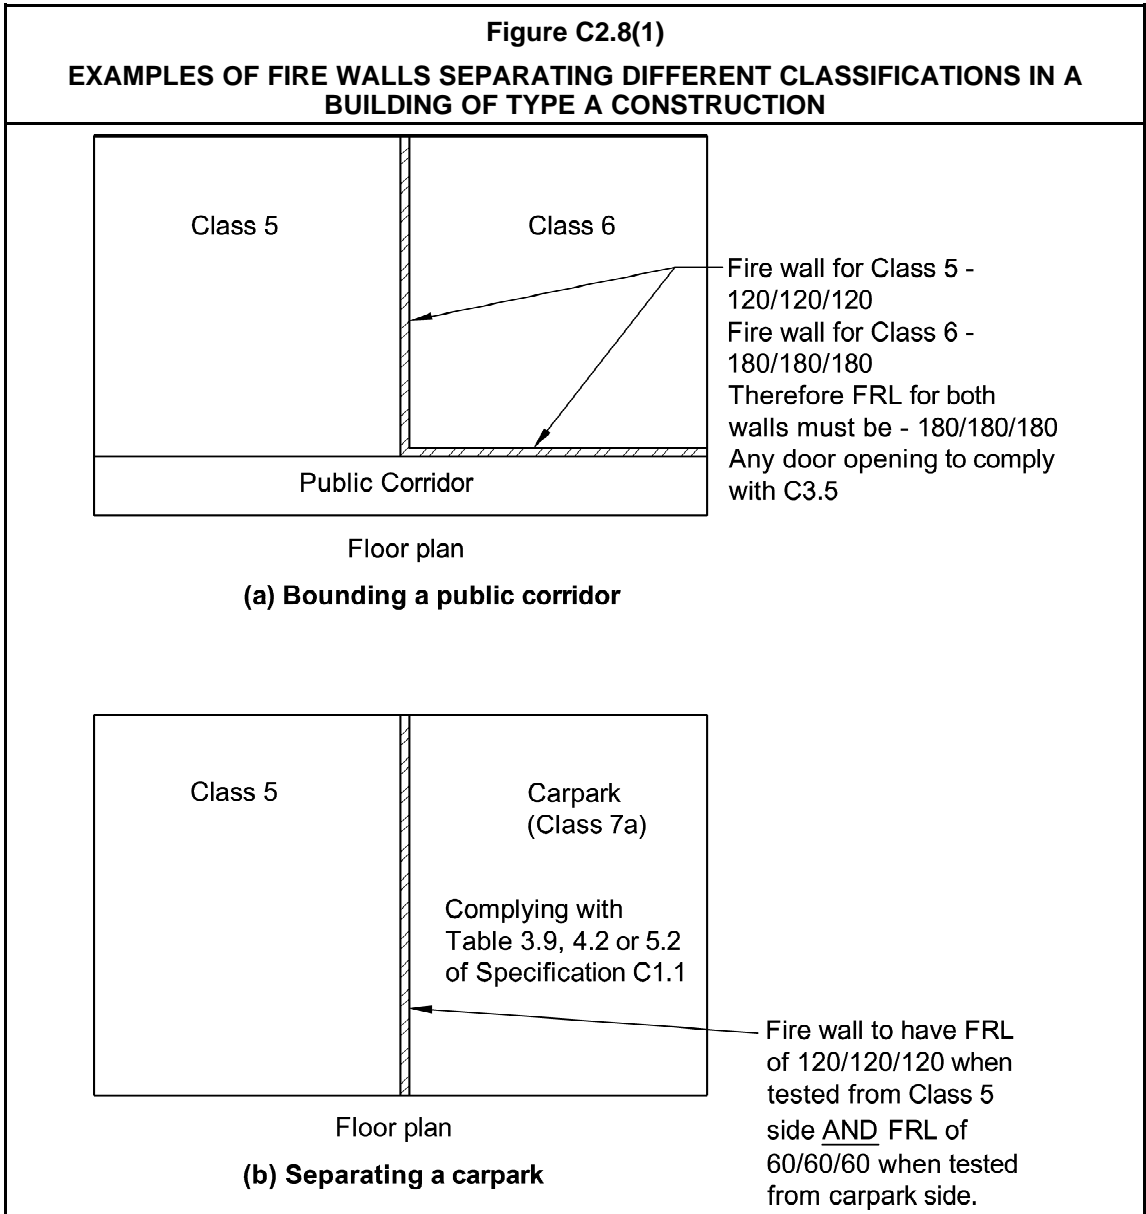 Figure C2.8(1)
EXAMPLES OF FIRE WALLS SEPARATING DIFFERENT CLASSIFICATIONS IN A
BUILDING OF TYPE A CONSTRUCTION
Class 5
Class 6
Fire wall for Class 5 -
120/120/120
Fire wall for Class 6 -
180/180/180
Therefore FRL for both
walls must be - 180/180/180
Any door opening to comply
with C3.5
Public Corridor
Floor plan
(a) Bounding a public corridor
Class 5
Carpark
(Class 7a)
Complying with
Table 3.9, 4.2 or 5.2
of Specification C1.1
Fire wall to have FRL
of 120/120/120 when
tested from Class 5
side AND FRL of
60/60/60 when tested
from carpark side.
Floor plan
(b) Separating a carpark